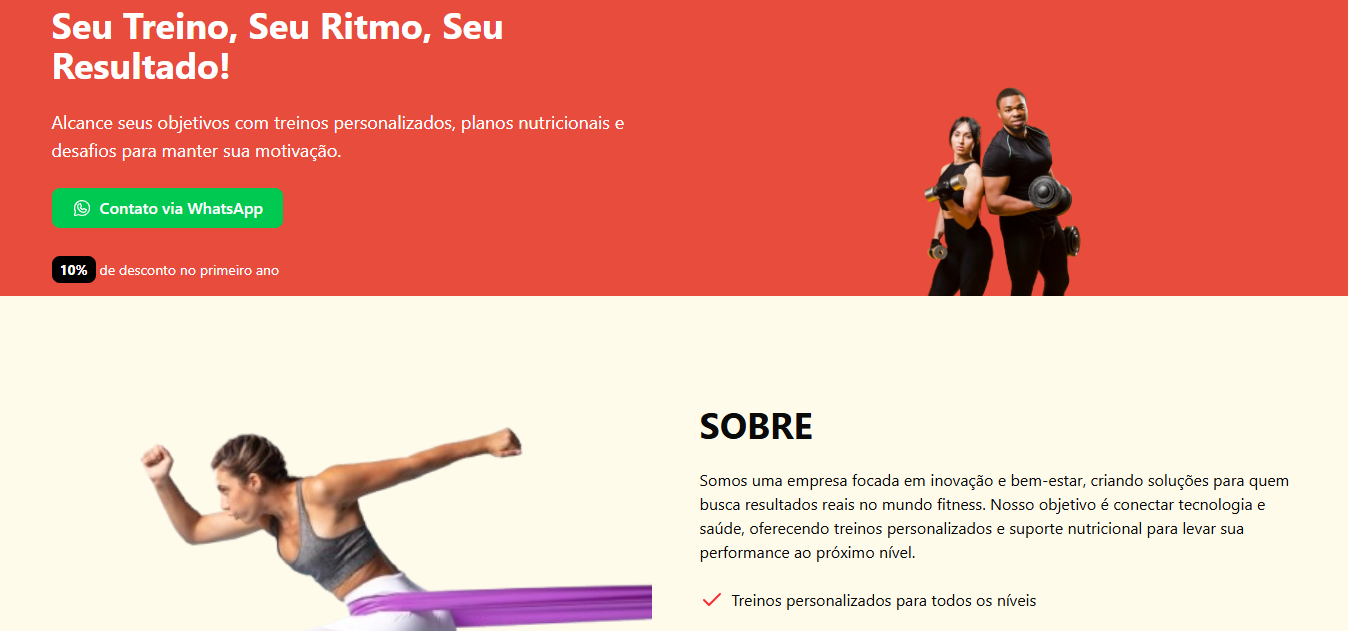 Seu Treino, Seu Ritmo, Seu
Resultado!
Alcance seus objetivos com treinos personalizados, planos nutricionais e
desafios para manter sua motivação.
Contato via WhatsApp
10% de desconto no primeiro ano
SOBRE
Somos uma empresa focada em inovação e bem-estar, criando soluções para quem
busca resultados reais no mundo fitness. Nosso objetivo é conectar tecnologia e
saúde, oferecendo treinos personalizados e suporte nutricional para levar sua
performance ao próximo nível.
Treinos personalizados para todos os níveis